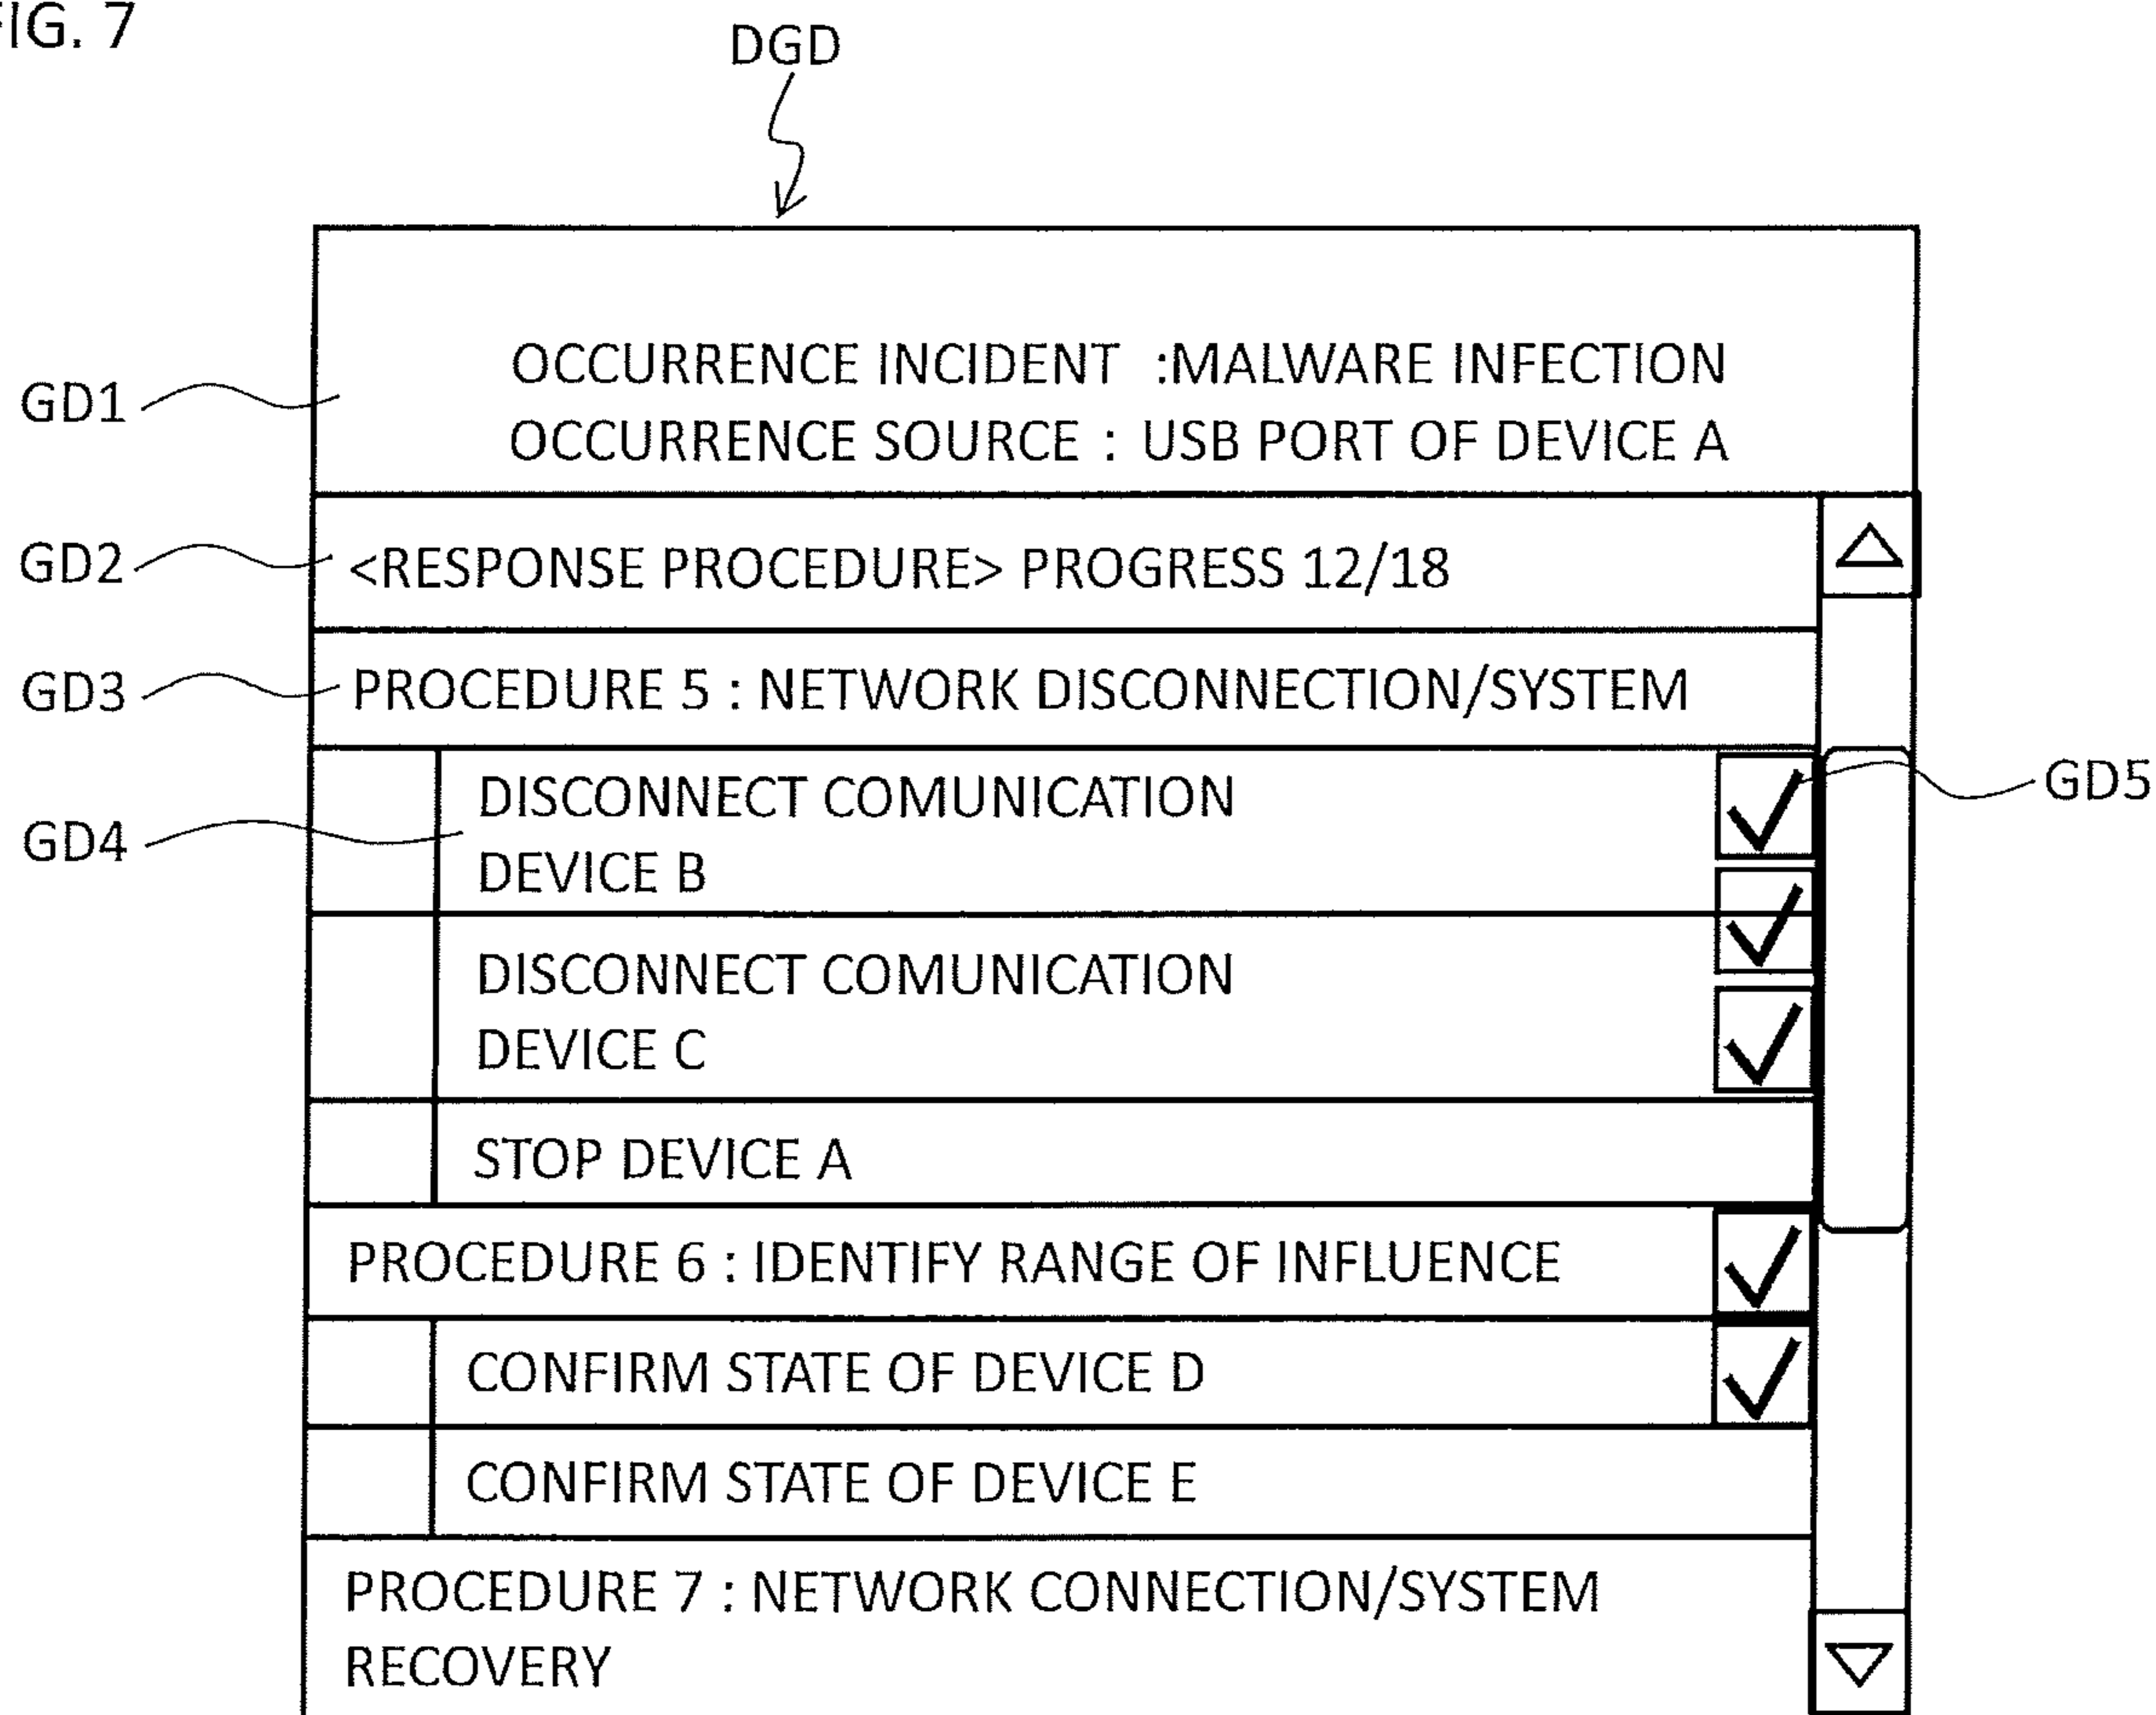 FIG. 7
DGD
OCCURRENCE INCIDENT :MALWARE INFECTION
GD1
OCCURRENCE SOURCE : USB PORT OF DEVICE A
GD2
<RESPONSE PROCEDURE> PROGRESS 12/18
GD3
PROCEDURE 5 : NETWORK DISCONNECTION/SYSTEM
DISCONNECT COMUNICATION
DEVICE B
GD5
GD4
DISCONNECT COMUNICATION
DEVICE C
STOP DEVICE A
PROCEDURE 6 : IDENTIFY RANGE OF INFLUENCE
CONFIRM STATE OF DEVICE D
CONFIRM STATE OF DEVICE E
PROCEDURE 7 : NETWORK CONNECTION/SYSTEM
RECOVERY